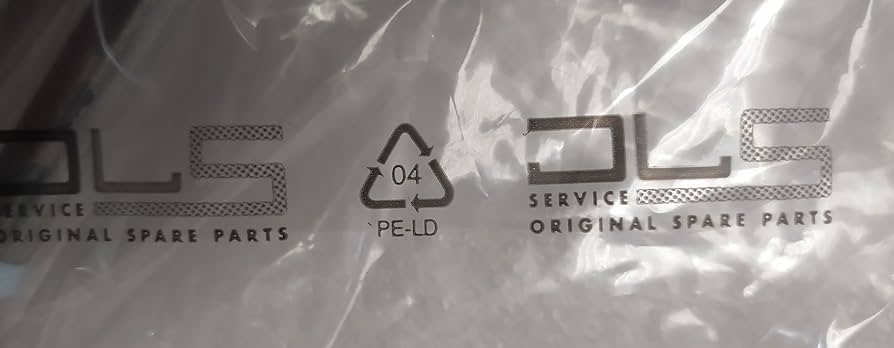 DLS
SERVICE
ORIGINAL SPARE PARTS
04
PE-LD
DLS
SERVICE
ORIGINAL SPARE PARTS